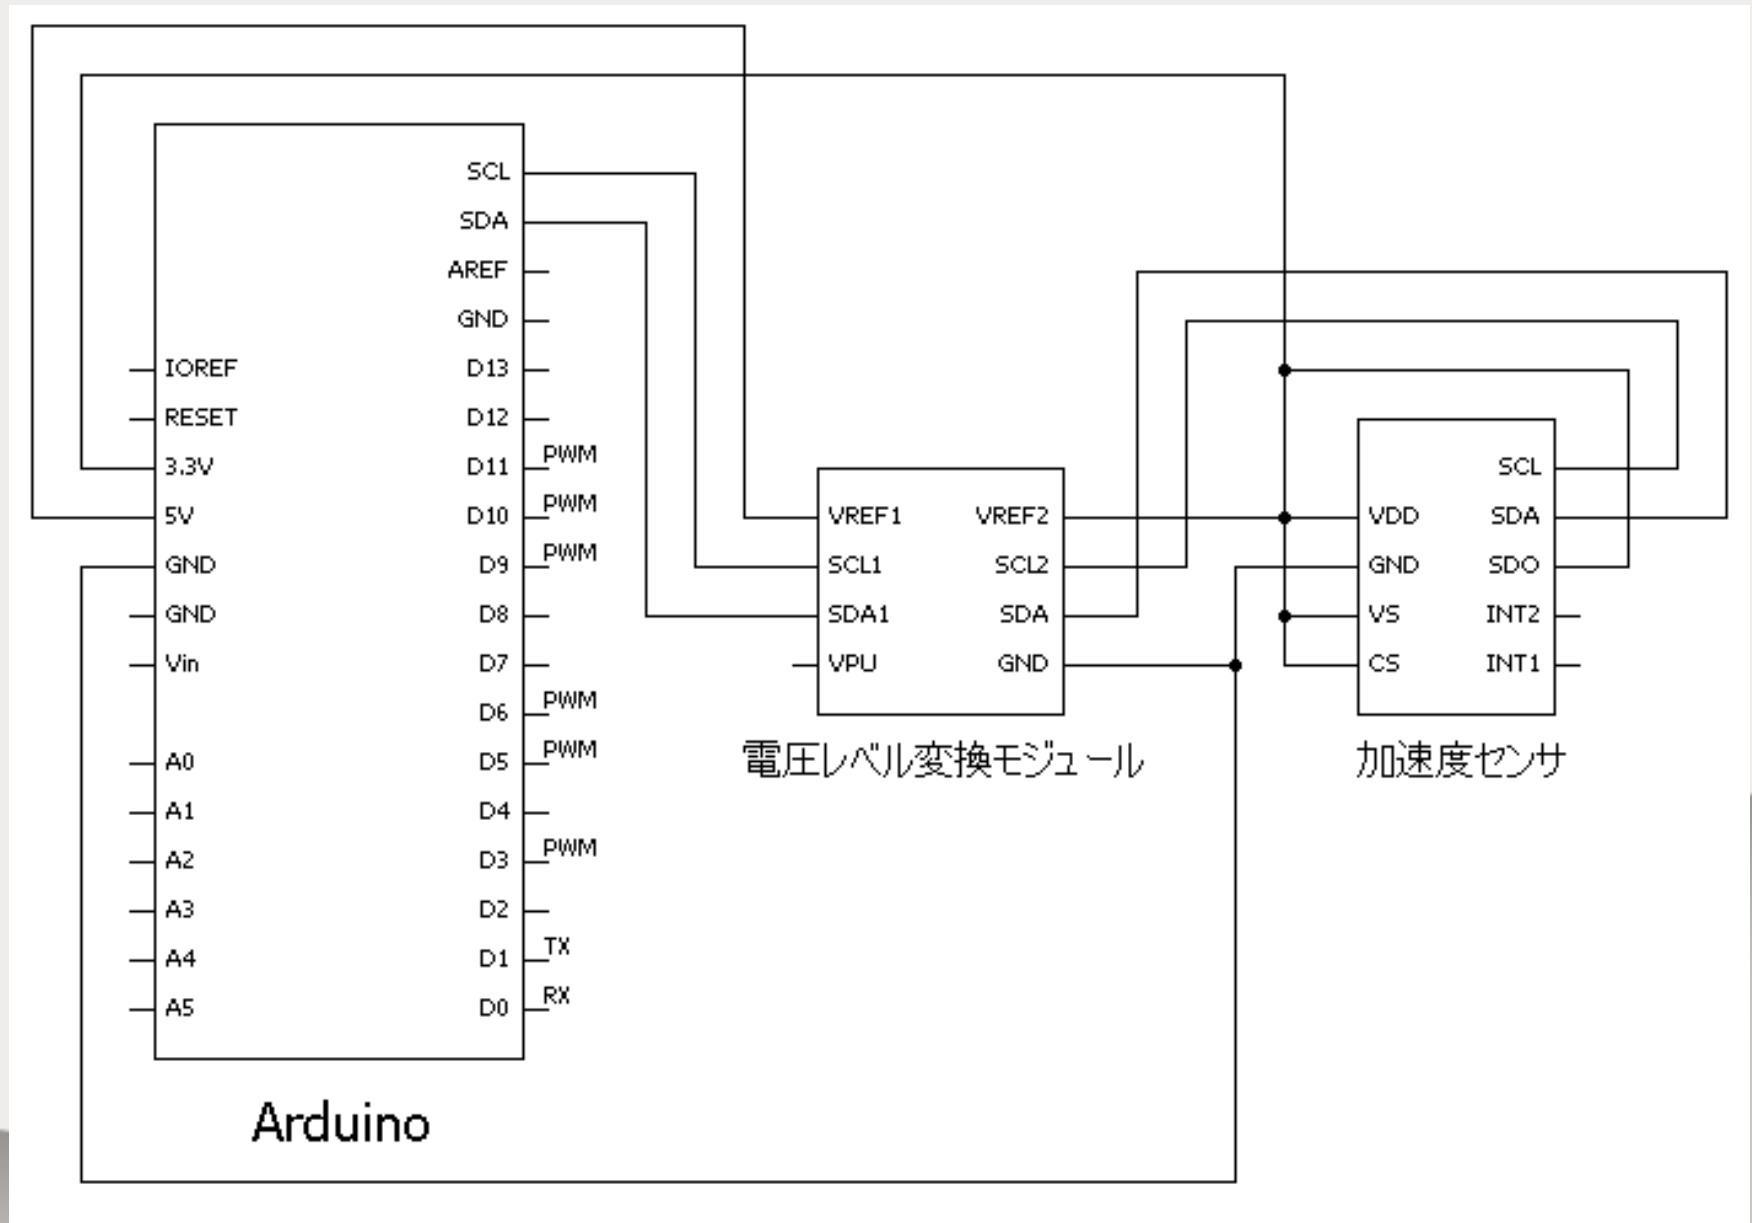 SCL
SDA
AREF
GND
IOREF
D13
RESET
D12
3.3V
D11
PWM
5V
D10
PWM
GND
D9
PWM
GND
D8
Vin
D7
D6
PWM
A0
D5
PWM
A1
D4
A2
D3
PWM
A3
D2
A4
D1
TX
A5
D0
RX
Arduino
VREF1
VREF2
SCL1
SCL2
SDA1
SDA
VPU
GND
電圧レベル変換モジュール
SCL
VDD
SDA
GND
SDO
VS
INT2
CS
INT1
加速度センサ